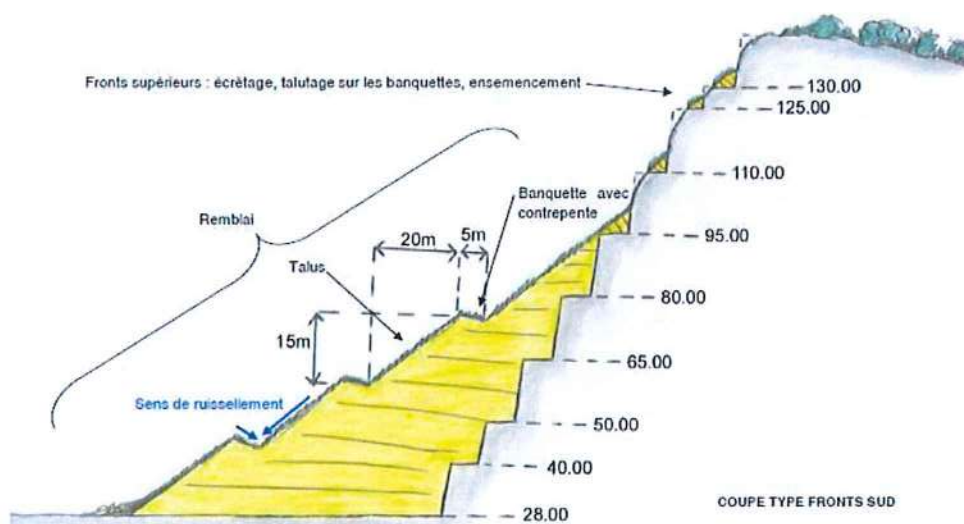 Fronts supérieurs : écrètage, talutage sur les banquettes, ensemencement
130.00
125.00
110.00
Banquette avec
contrepente
Remblai
20m
5m
95.00
Talus
80.00
15m
65.00
Sens de ruissellement
50.00
40.00
COUPE TYPE FRONTS SUD
28.00